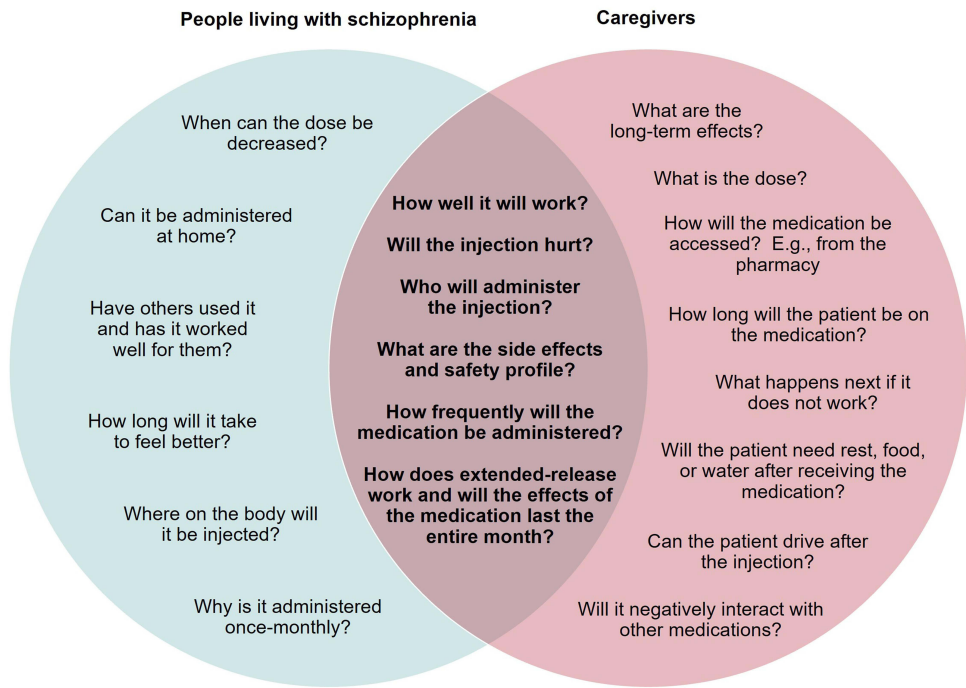 People living with schizophrenia
Caregivers
When can the dose be
decreased?
Can it be administered
at home?
Have others used it
and has it worked
well for them?
How long will it take
to feel better?
Where on the body will
it be injected?
Why is it administered
once-monthly?
How well it will work?
Will the injection hurt?
Who will administer
the injection?
What are the side effects
and safety profile?
How frequently will the
medication be administered?
How does extended-release
work and will the effects of
the medication last the
entire month?
What are the
long-term effects?
What is the dose?
How will the medication be
accessed?  E.g., from the
pharmacy
How long will the patient be on
the medication?
What happens next if it
does not work?
Will the patient need rest, food,
or water after receiving the
medication?
Can the patient drive after
the injection?
Will it negatively interact with
other medications?